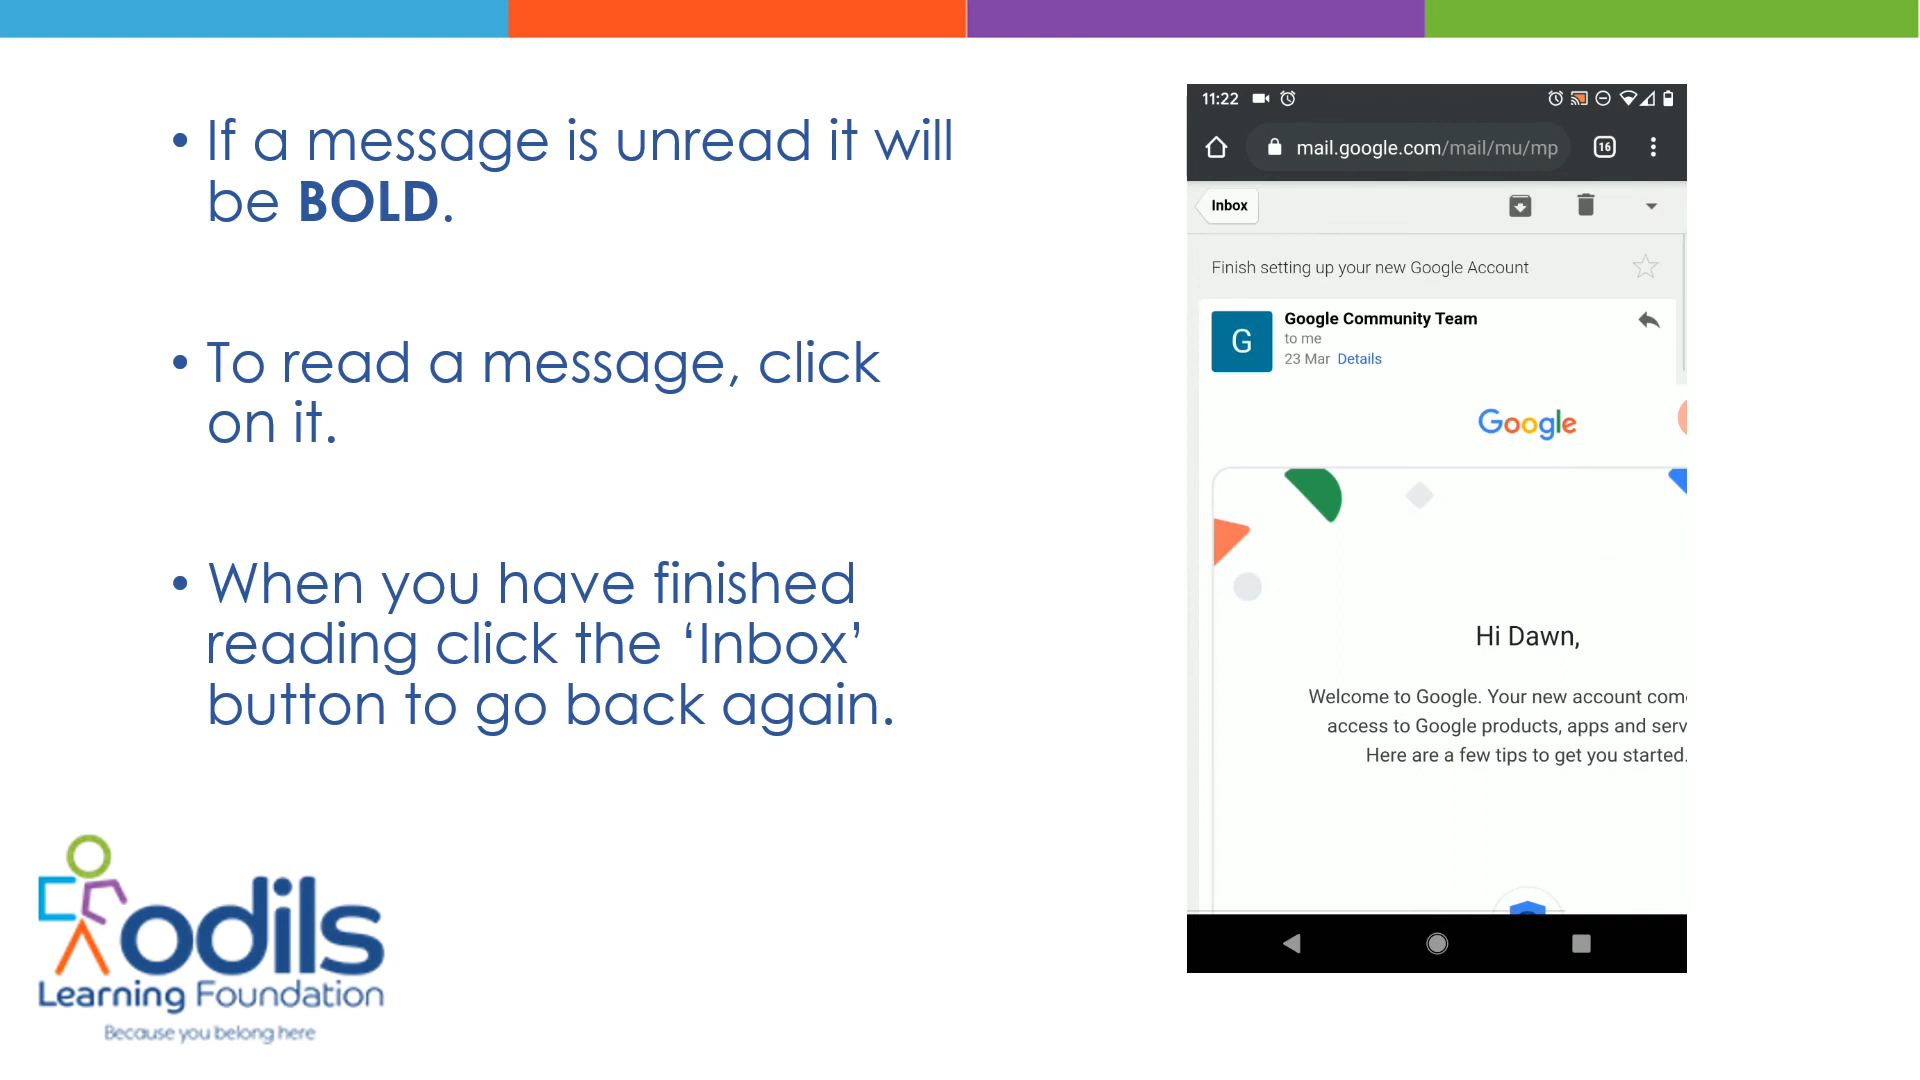 • If a message is unread it will
be BOLD.
• To read a message, click
on it.
• When you have finished
reading click the ‘Inbox’
button to go back again.
odils
Learning Foundation
Because you belong here
11:22
mail.google.com/mail/mu/mp
16
Inbox
Finish setting up your new Google Account
G
Google Community Team
to me
23 Mar Details
Google
Hi Dawn,
Welcome to Google. Your new account com
access to Google products, apps and serv
Here are a few tips to get you started.